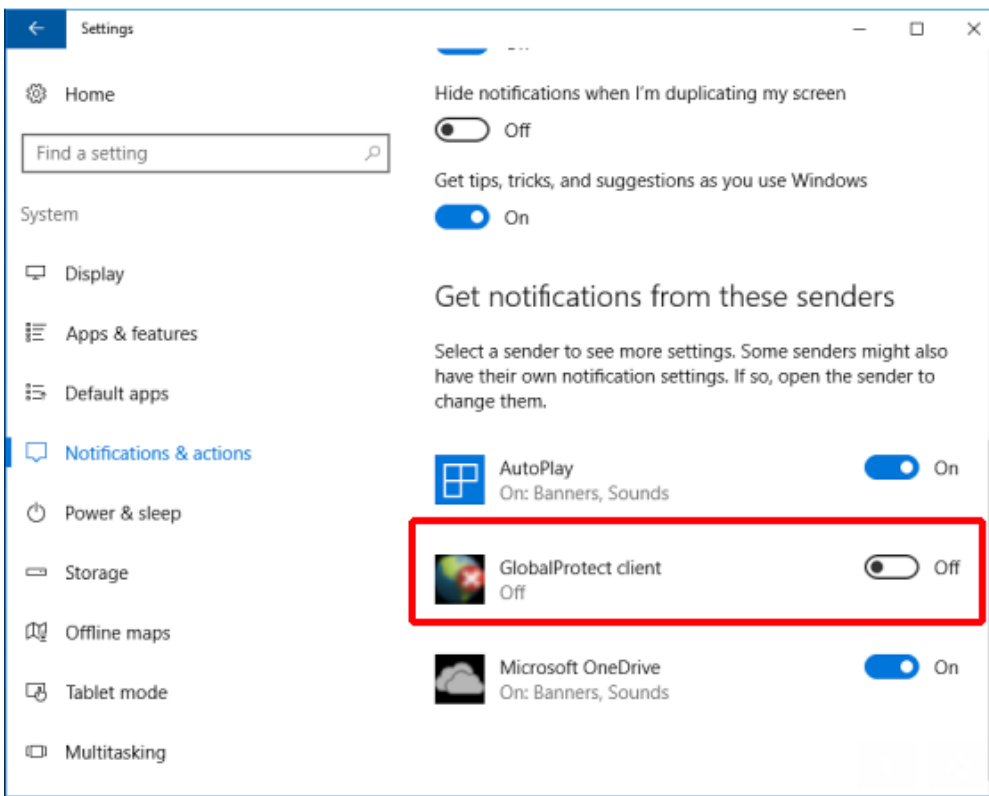 Settings
Home
Find a setting
System
Display
Apps & features
Default apps
Notifications & actions
Power & sleep
Storage
Offline maps
Tablet mode
Multitasking
Hide notifications when I'm duplicating my screen
Off
Get tips, tricks, and suggestions as you use Windows
On
Get notifications from these senders
Select a sender to see more settings. Some senders might also
have their own notification settings. If so, open the sender to
change them.
AutoPlay
On
On: Banners, Sounds
GlobalProtect client
Off
Off
Microsoft OneDrive
On
On: Banners, Sounds